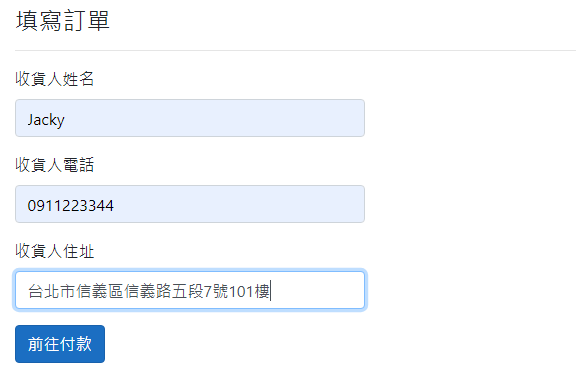 填寫訂單
收貨人姓名
Jacky
收貨人電話
0911223344
收貨人住址
台北市信義區信義路五段7號101樓
前往付款